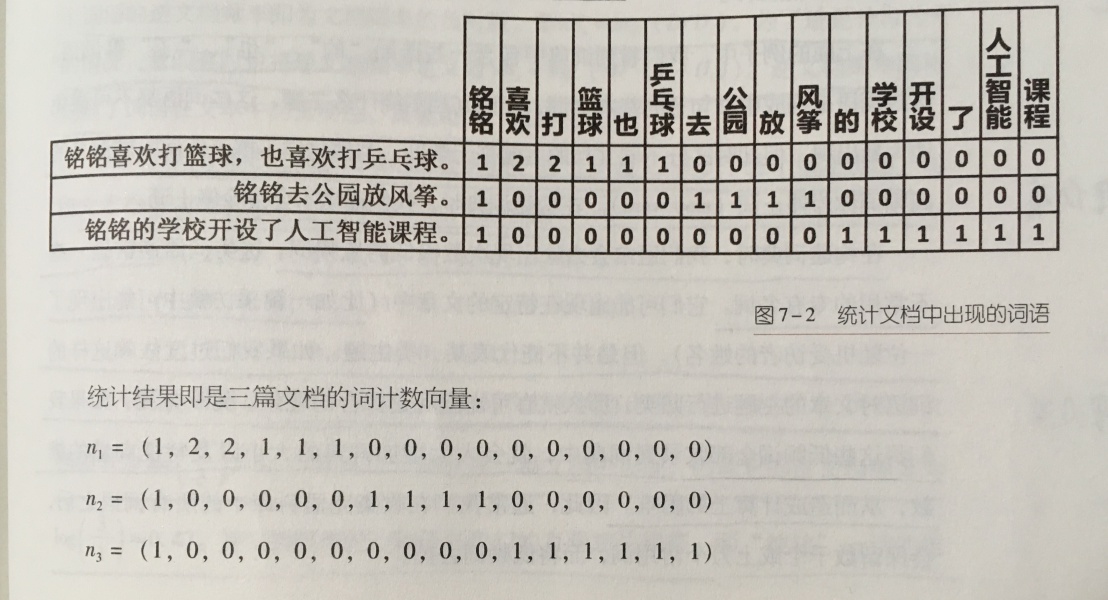 铭铭 喜欢 打 篮球 也 乒乓球 去 公园 放 风筝 的 学校 开设 了 人工智能 课程
铭铭喜欢打篮球，也喜欢打乒乓球。 1 2 2 1 1 1 0 0 0 0 0 0 0 0 0 0
铭铭去公园放风筝。 1 0 0 0 0 0 1 1 1 1 0 0 0 0 0 0
铭铭的学校开设了人工智能课程。 1 0 0 0 0 0 0 0 0 0 1 1 1 1 1 1
图7-2 统计文档中出现的词语
统计结果即是三篇文档的词计数向量：
n₁ = （1，2，2，1，1，1，0，0，0，0，0，0，0，0，0，0）
n₂ = （1，0，0，0，0，0，1，1，1，1，0，0，0，0，0，0）
n₃ = （1，0，0，0，0，0，0，0，0，0，1，1，1，1，1，1）